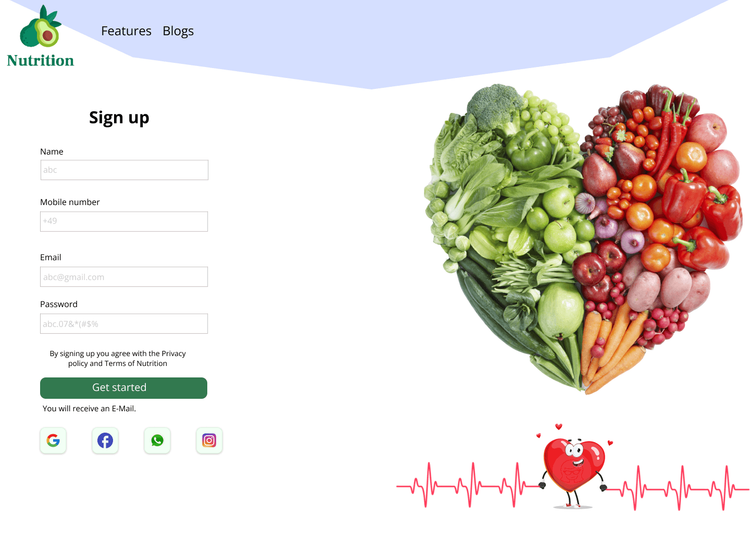 Nutrition
Features Blogs
Sign up
Name
abc
Mobile number
+49
Email
abc@gmail.com
Password
abc.07&*(#$%
By signing up you agree with the Privacy
policy and Terms of Nutrition
Get started
You will receive an E-Mail.